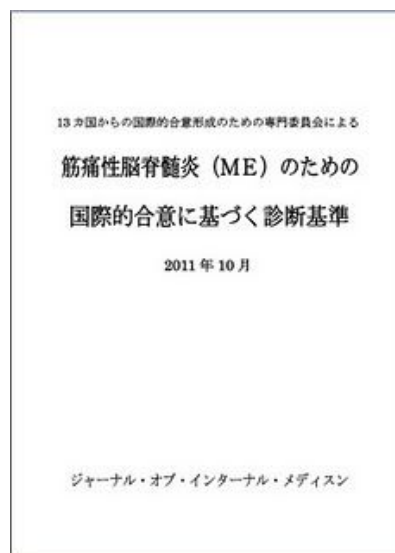 13カ国からの国際的合意形成のための専門委員会による
筋痛性脳脊髄炎（ME）のための
国際的合意に基づく診断基準
2011年10月
ジャーナル・オブ・インターナル・メディスン